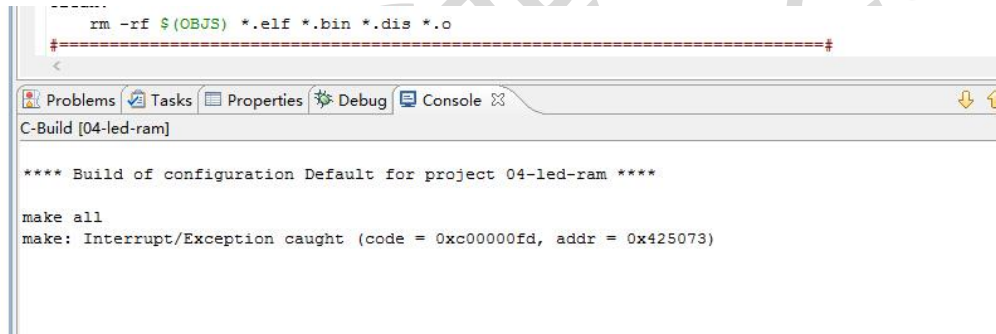 rm -rf $(OBJS) *.elf *.bin *.dis *.o
#==============================================================================#
Problems Tasks Properties Debug Console
C-Build [04-led-ram]
**** Build of configuration Default for project 04-led-ram ****
make all
make: Interrupt/Exception caught (code = 0xc00000fd, addr = 0x425073)